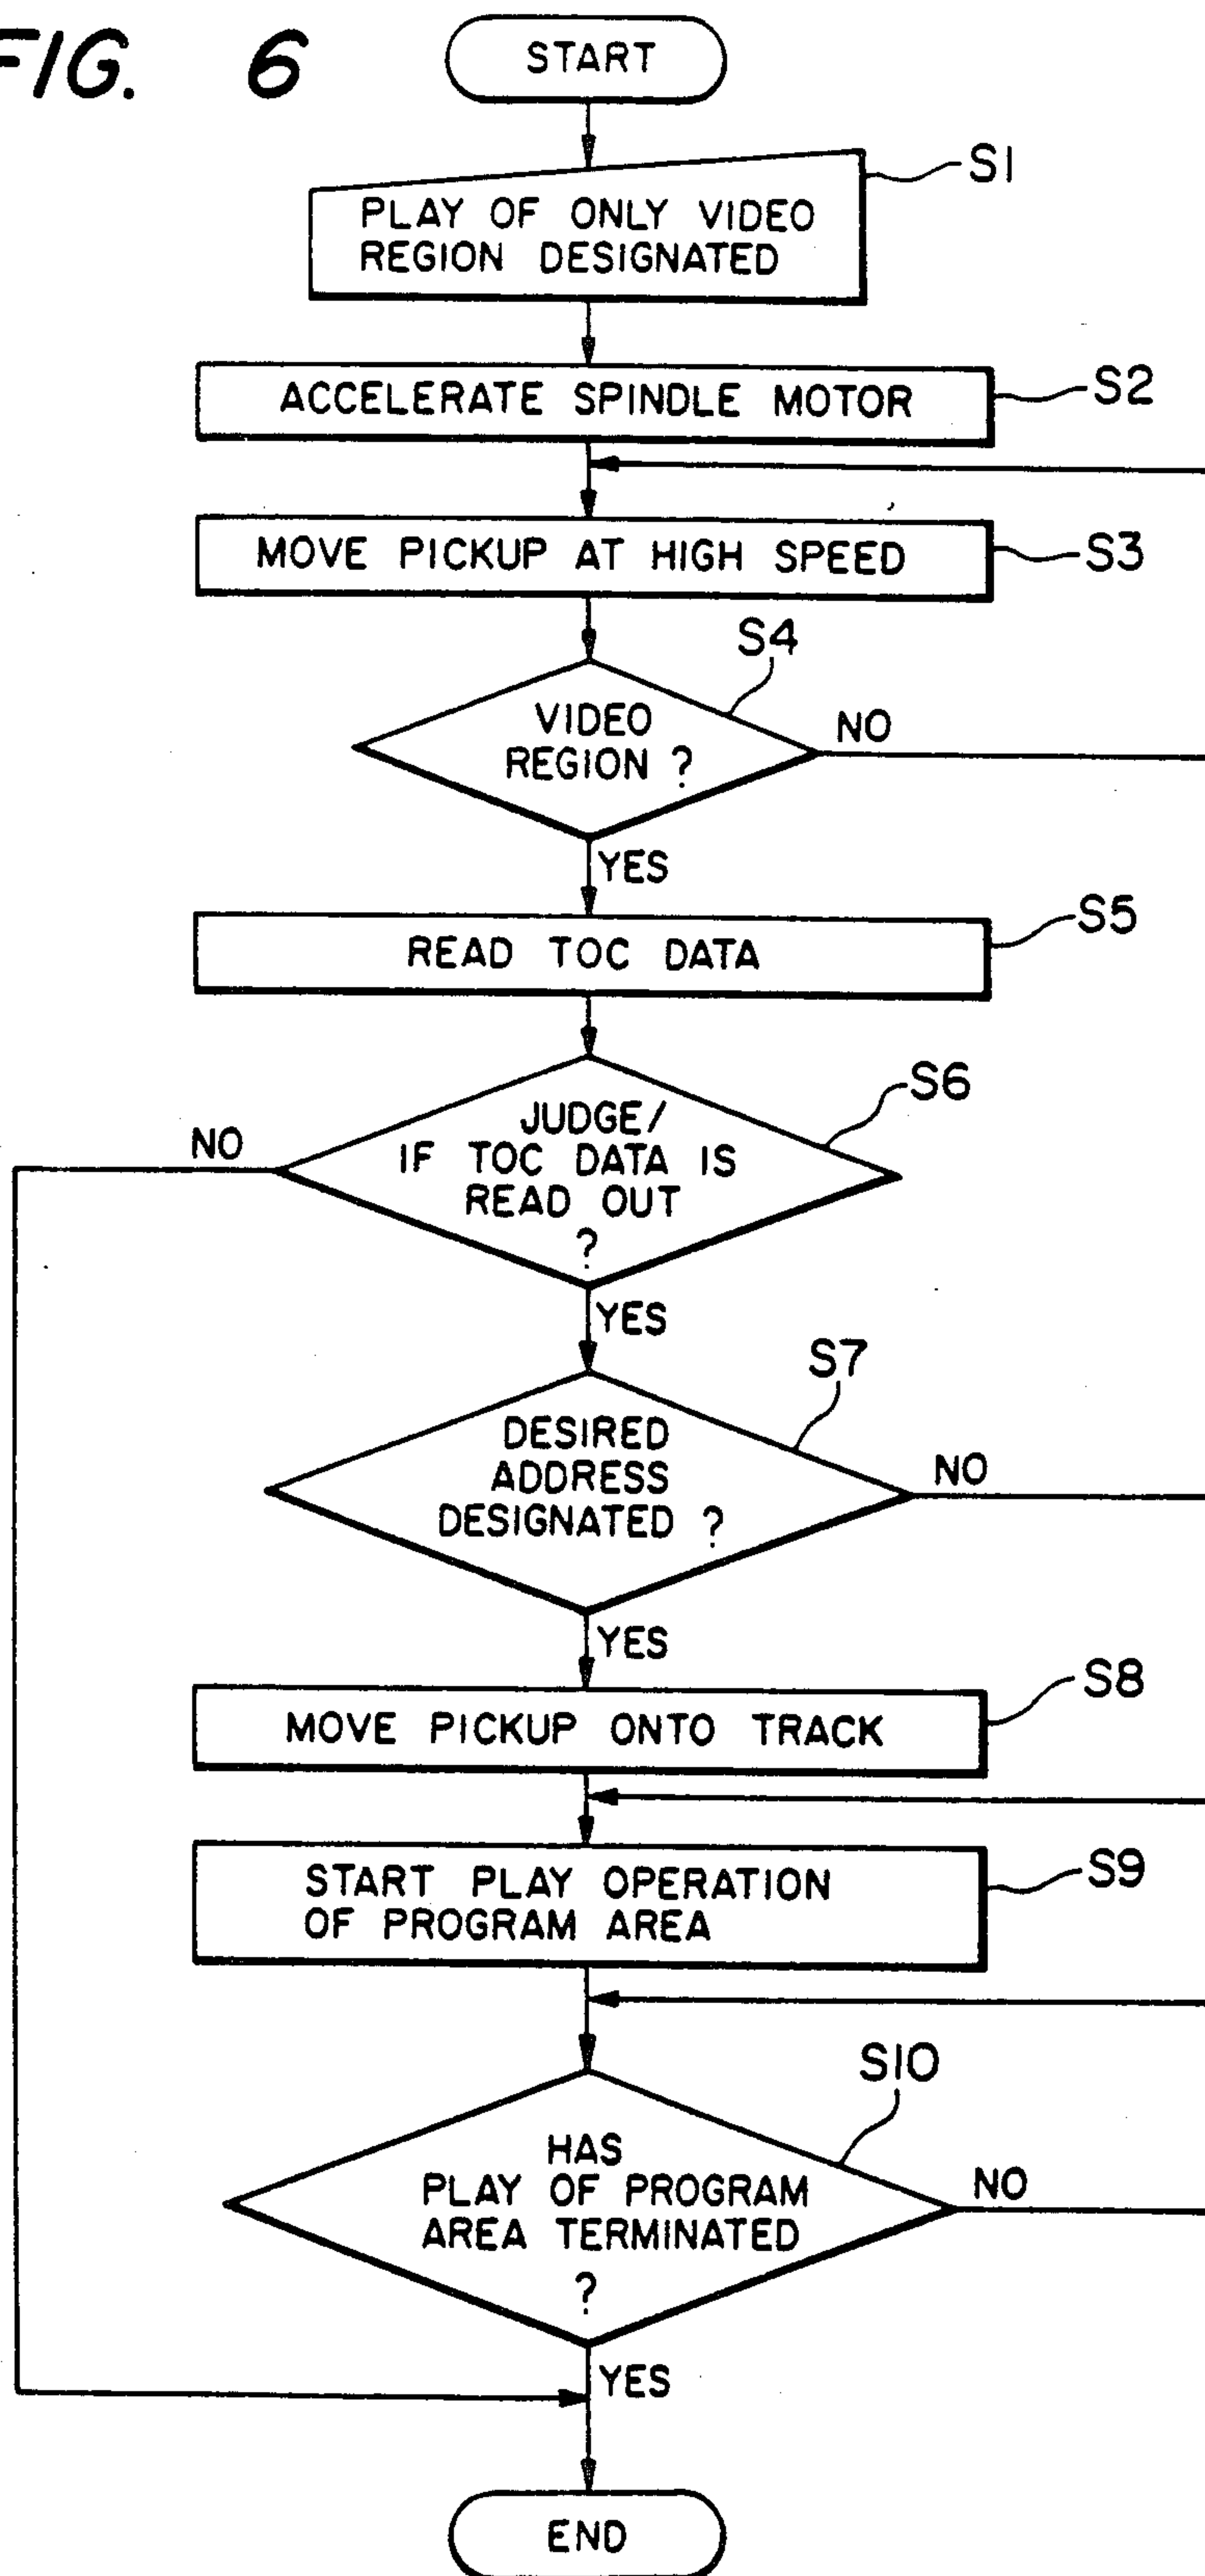 FIG. 6
START
S1
PLAY OF ONLY VIDEO
REGION DESIGNATED
S2
ACCELERATE SPINDLE MOTOR
S3
MOVE PICKUP AT HIGH SPEED
S4
VIDEO
REGION ?
NO
YES
S5
READ TOC DATA
S6
JUDGE/
IF TOC DATA IS
READ OUT
?
NO
YES
S7
DESIRED
ADDRESS
DESIGNATED ?
NO
YES
S8
MOVE PICKUP ONTO TRACK
S9
START PLAY OPERATION
OF PROGRAM AREA
S10
HAS
PLAY OF PROGRAM
AREA TERMINATED
?
NO
YES
END